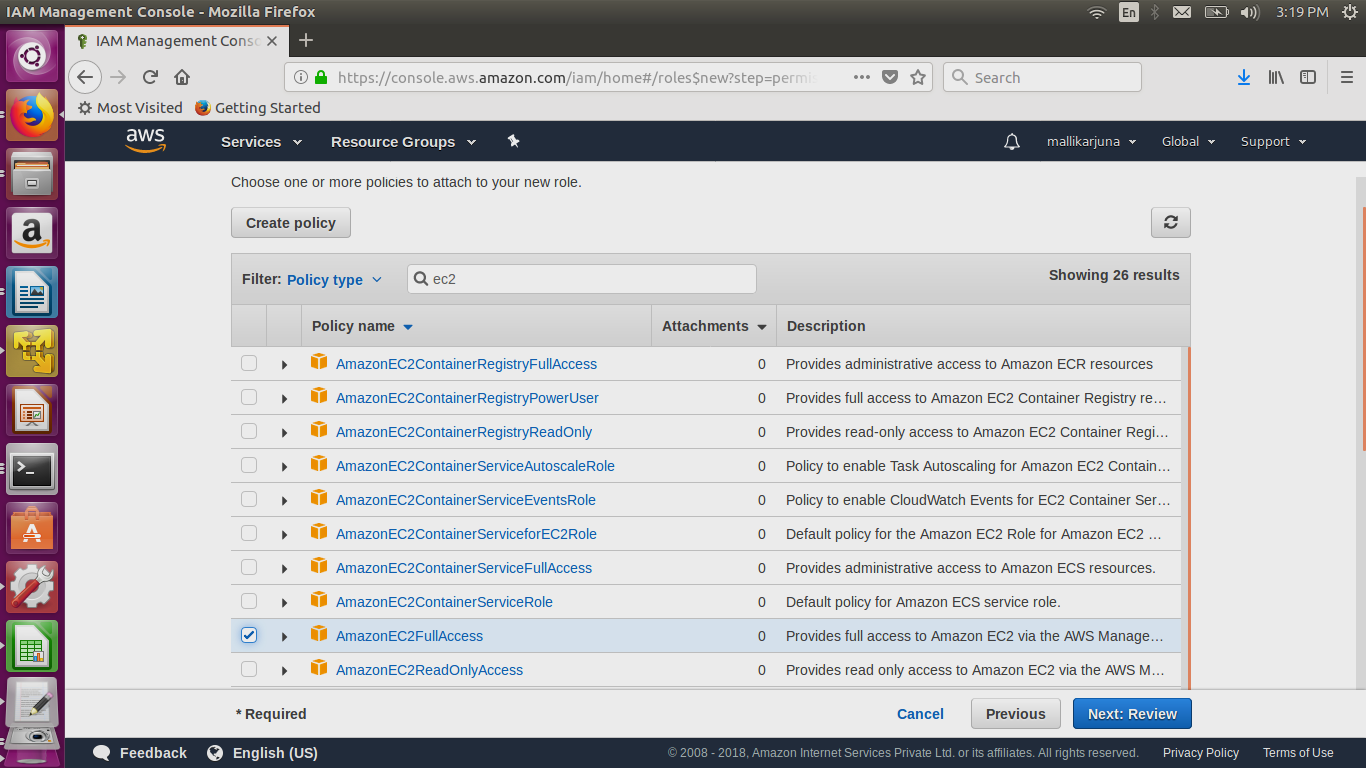 IAM Management Console - Mozilla Firefox
En
3:19 PM
IAM Management Conso
https://console.aws.amazon.com/iam/home#/roles$new?step=permis
Search
Most Visited
Getting Started
aws
Services
Resource Groups
mallikarjuna
Global
Support
Choose one or more policies to attach to your new role.
Create policy
Filter: Policy type
ec2
Showing 26 results
Policy name
Attachments
Description
AmazonEC2ContainerRegistryFullAccess 0 Provides administrative access to Amazon ECR resources
AmazonEC2ContainerRegistryPowerUser 0 Provides full access to Amazon EC2 Container Registry re…
AmazonEC2ContainerRegistryReadOnly 0 Provides read-only access to Amazon EC2 Container Regi…
AmazonEC2ContainerServiceAutoscaleRole 0 Policy to enable Task Autoscaling for Amazon EC2 Contain…
AmazonEC2ContainerServiceEventsRole 0 Policy to enable CloudWatch Events for EC2 Container Ser…
AmazonEC2ContainerServiceforEC2Role 0 Default policy for the Amazon EC2 Role for Amazon EC2 …
AmazonEC2ContainerServiceFullAccess 0 Provides administrative access to Amazon ECS resources.
AmazonEC2ContainerServiceRole 0 Default policy for Amazon ECS service role.
AmazonEC2FullAccess 0 Provides full access to Amazon EC2 via the AWS Manage…
AmazonEC2ReadOnlyAccess 0 Provides read only access to Amazon EC2 via the AWS M…
* Required
Cancel
Previous
Next: Review
Feedback
English (US)
© 2008 - 2018, Amazon Internet Services Private Ltd. or its affiliates. All rights reserved.
Privacy Policy
Terms of Use